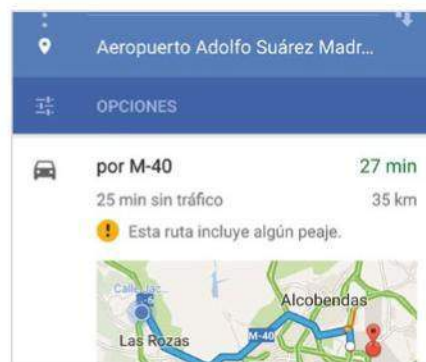 Aeropuerto Adolfo Suárez Madr...
OPCIONES
por M-40
27 min
25 min sin tráfico
35 km
Esta ruta incluye algún peaje.
Alcobendas
M-40
Las Rozas